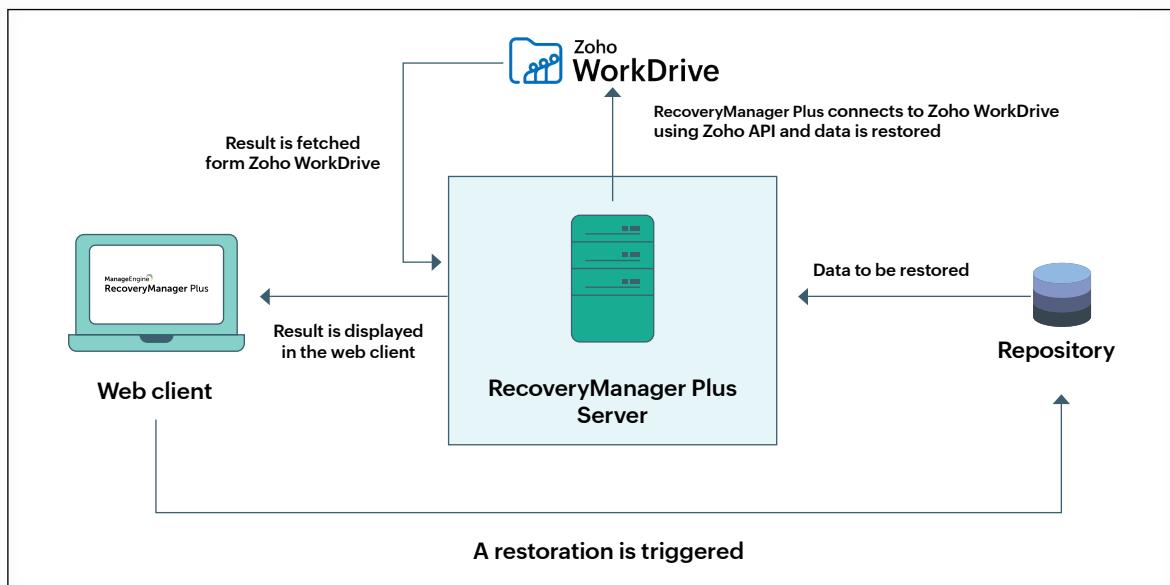 Zoho
WorkDrive
RecoveryManager Plus connects to Zoho WorkDrive
using Zoho API and data is restored
Result is fetched
form Zoho WorkDrive
ManageEngine
RecoveryManager Plus
Data to be restored
Result is displayed
in the web client
Repository
Web client
RecoveryManager Plus
Server
A restoration is triggered